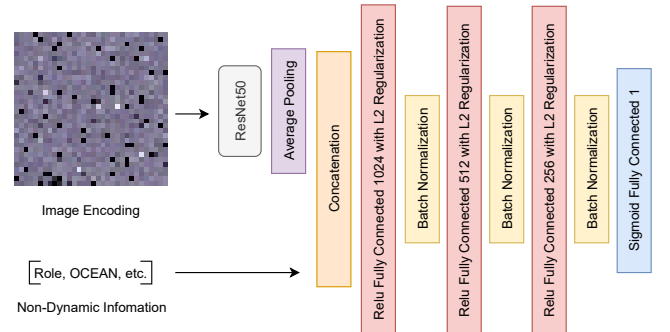 Image Encoding
ResNet50
Average Pooling
Concatenation
Relu Fully Connected 1024 with L2 Regularization
Batch Normalization
Relu Fully Connected 512 with L2 Regularization
Batch Normalization
Relu Fully Connected 256 with L2 Regularization
Batch Normalization
Sigmoid Fully Connected 1
[Role, OCEAN, etc.]
Non-Dynamic Infomation